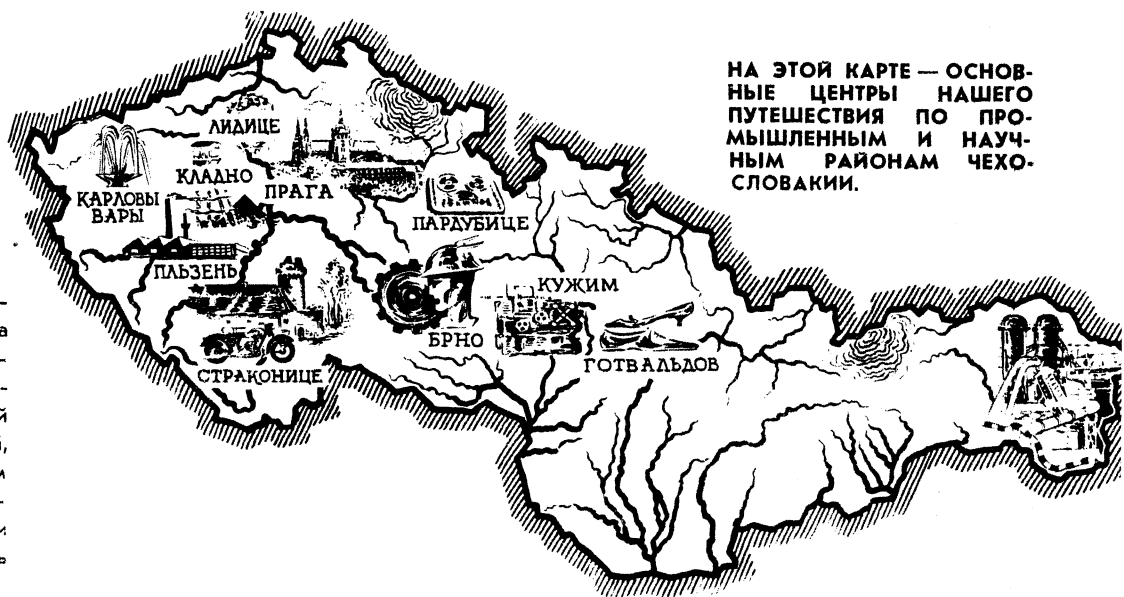 НА ЭТОЙ КАРТЕ — ОСНОВ-
НЫЕ ЦЕНТРЫ НАШЕГО
ПУТЕШЕСТВИЯ ПО ПРО-
МЫШЛЕННЫМ И НАУЧ-
НЫМ РАЙОНАМ ЧЕХО-
СЛОВАКИИ.
ЛИДИЦЕ
КЛАДНО
ПРАГА
КАРЛОВЫ
ВАРЫ
ПАРДУБИЦЕ
ПЛЬЗЕНЬ
КУЖИМ
БРНО
ГОТВАЛЬДОВ
СТРАКОНИЦЕ